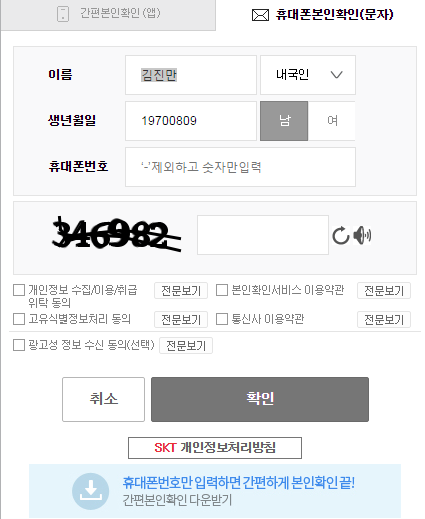 간편본인확인 (앱)
휴대폰본인확인(문자)
이름 김진만 내국인
생년월일 19700809 남 여
휴대폰번호 '-'제외하고 숫자만입력
개인정보 수집/이용/취급
위탁 동의 전문보기
본인확인서비스 이용약관 전문보기
고유식별정보처리 동의 전문보기
통신사 이용약관 전문보기
광고성 정보 수신 동의(선택) 전문보기
취소 확인
SKT 개인정보처리방침
휴대폰번호만 입력하면 간편하게 본인확인 끝!
간편본인확인 다운받기